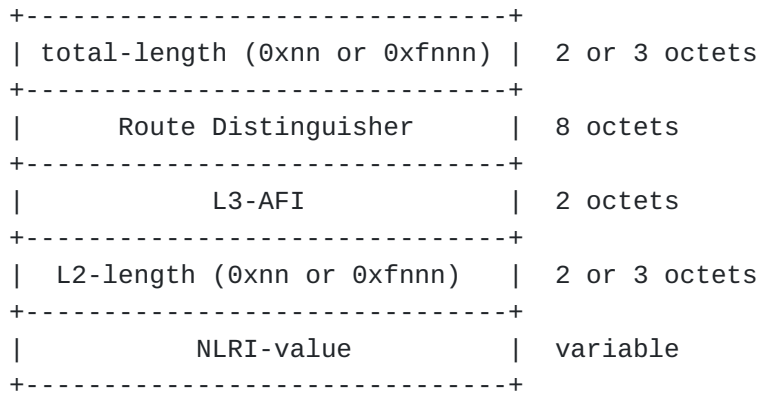 +-------------------------------+
| total-length (0xnn or 0xfnnn) |  2 or 3 octets
+-------------------------------+
|      Route Distinguisher      |  8 octets
+-------------------------------+
|            L3-AFI             |  2 octets
+-------------------------------+
|  L2-length (0xnn or 0xfnnn)   |  2 or 3 octets
+-------------------------------+
|           NLRI-value          |  variable
+-------------------------------+